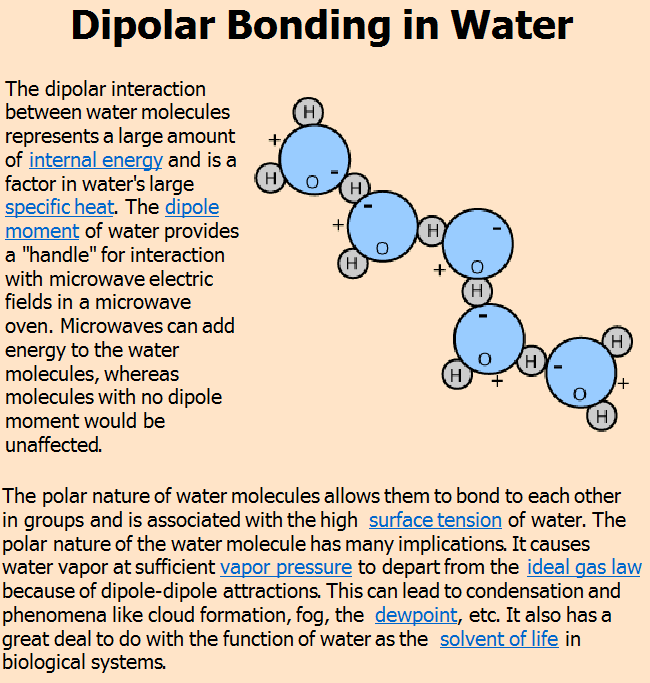 Dipolar Bonding in Water
The dipolar interaction
between water molecules
represents a large amount
of internal energy and is a
factor in water's large
specific heat. The dipole
moment of water provides
a "handle" for interaction
with microwave electric
fields in a microwave
oven. Microwaves can add
energy to the water
molecules, whereas
molecules with no dipole
moment would be
unaffected.
H
+
H
O
-
H
-
+
O
H
H
-
+
O
H
-
O
H
+
H
-
O
H
+
H
The polar nature of water molecules allows them to bond to each other
in groups and is associated with the high surface tension of water. The
polar nature of the water molecule has many implications. It causes
water vapor at sufficient vapor pressure to depart from the ideal gas law
because of dipole-dipole attractions. This can lead to condensation and
phenomena like cloud formation, fog, the dewpoint, etc. It also has a
great deal to do with the function of water as the solvent of life in
biological systems.